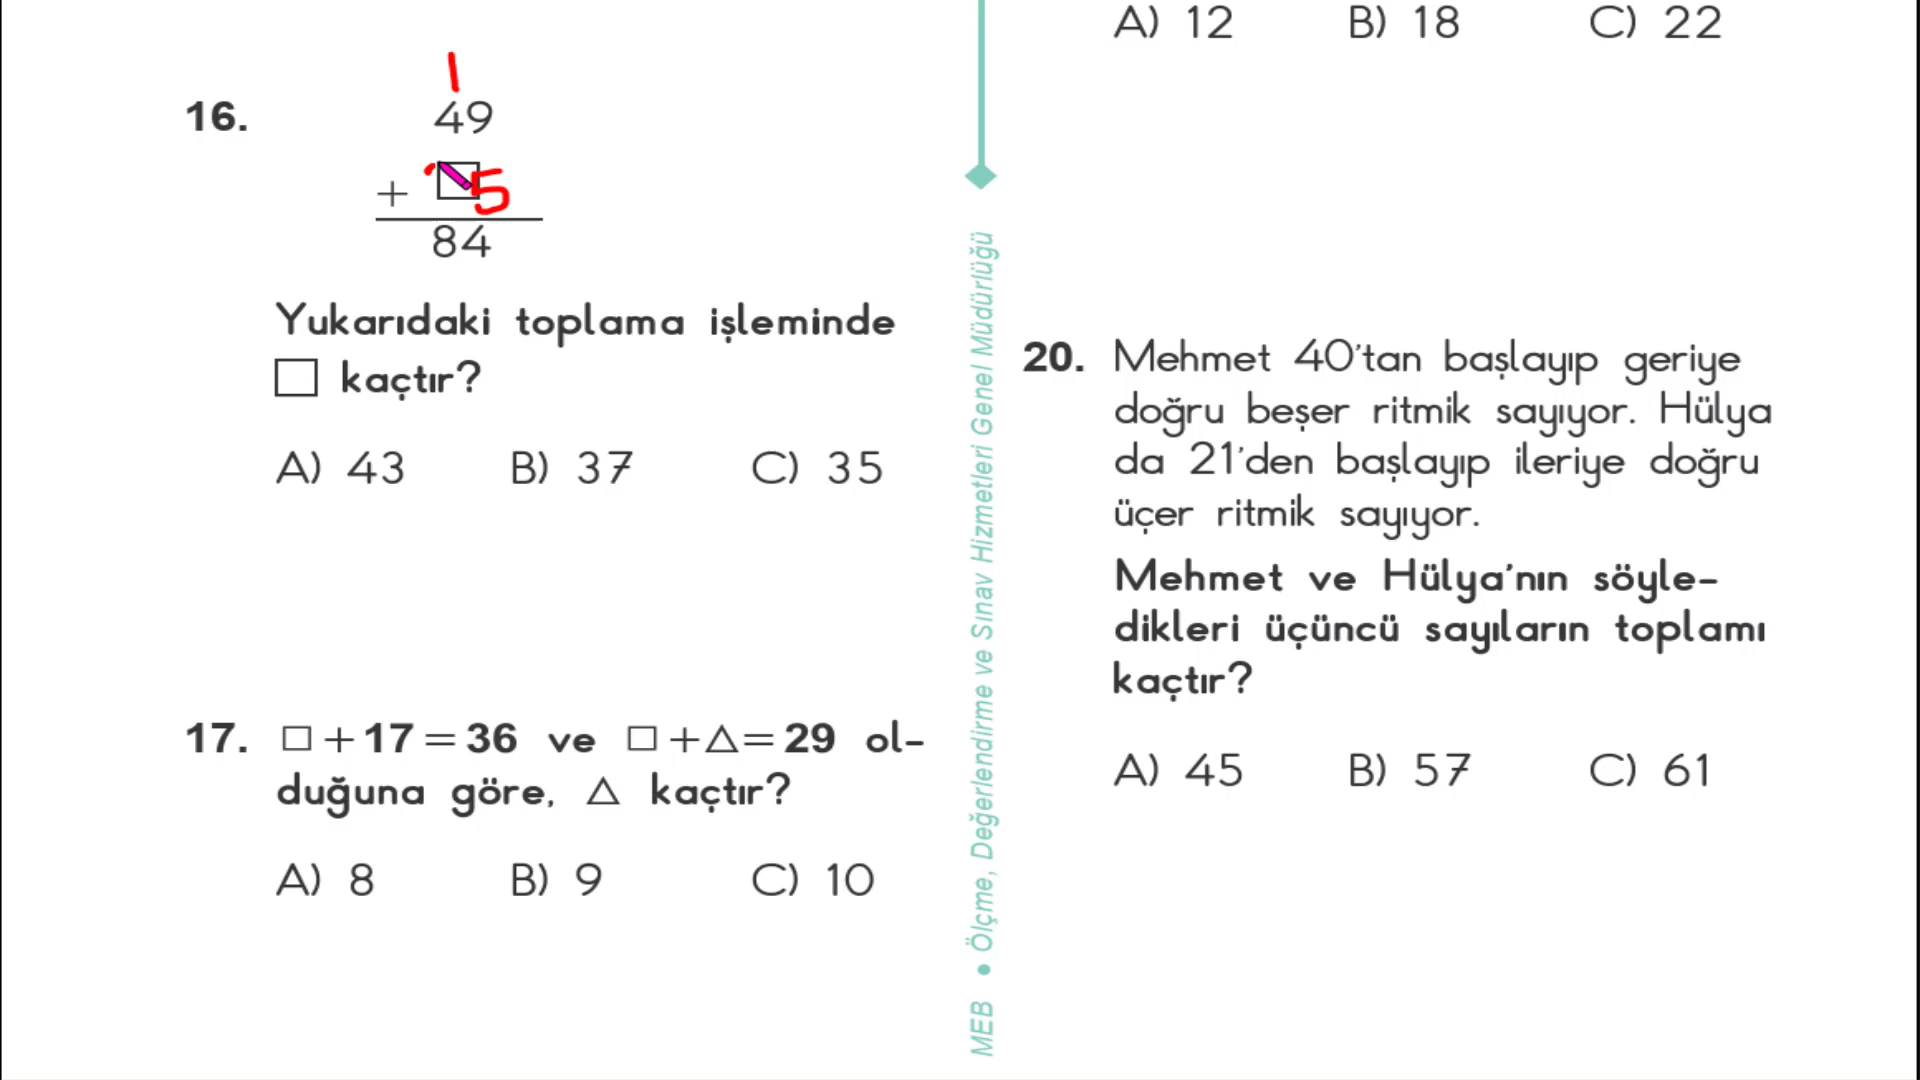 1
16. 49
+ 5
84
Yukarıdaki toplama işleminde
□ kaçtır?
A) 43 B) 37 C) 35
17. □+17=36 ve □+△=29 ol-
duğuna göre, △ kaçtır?
A) 8 B) 9 C) 10
MEB • Ölçme, Değerlendirme ve Sınav Hizmetleri Genel Müdürlüğü
A) 12 B) 18 C) 22
20. Mehmet 40'tan başlayıp geriye
doğru beşer ritmik sayıyor. Hülya
da 21'den başlayıp ileriye doğru
üçer ritmik sayıyor.
Mehmet ve Hülya'nın söyle-
dikleri üçüncü sayıların toplamı
kaçtır?
A) 45 B) 57 C) 61